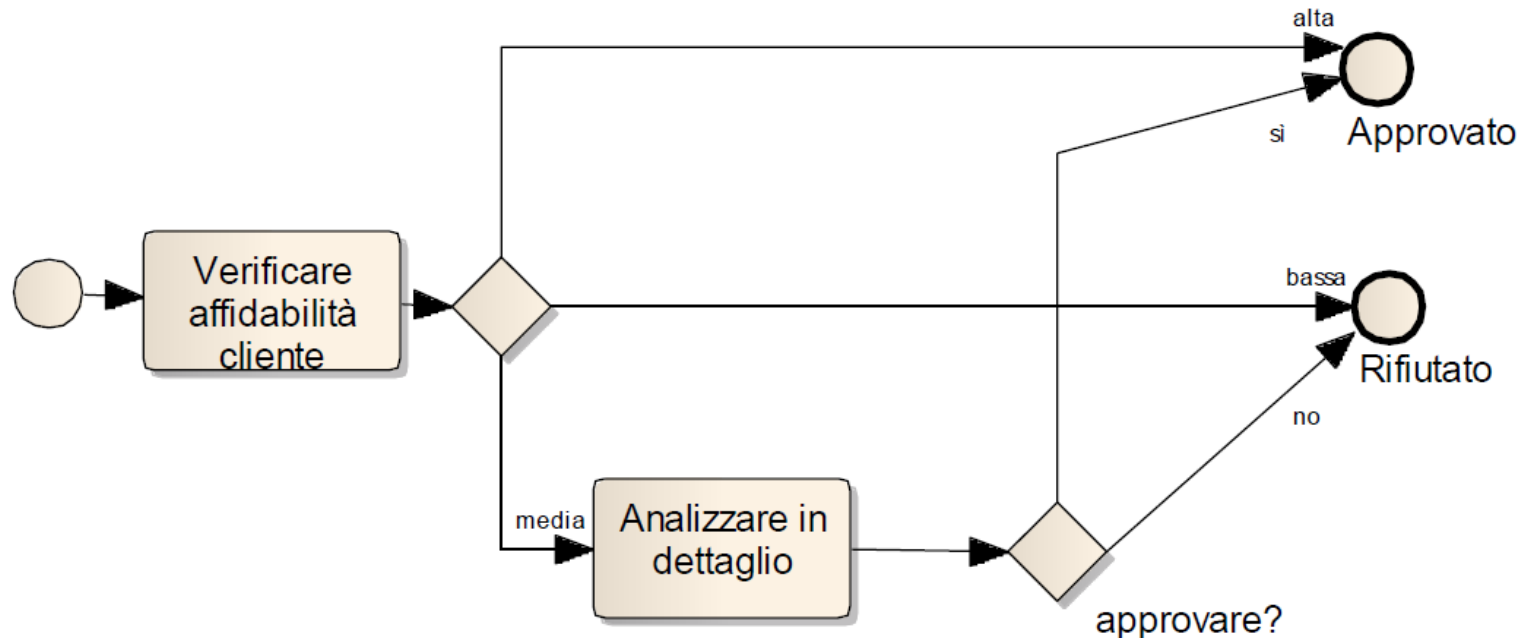 alta
sì
Approvato
Verificare
affidabilità
cliente
bassa
Rifiutato
no
media
Analizzare in
dettaglio
approvare?